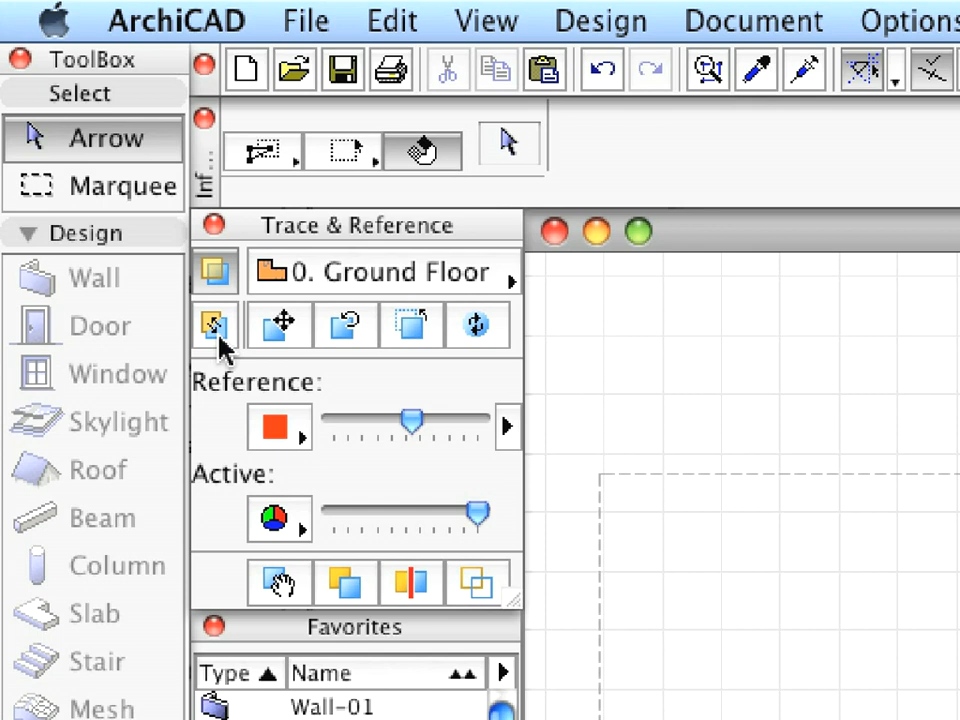 ArchiCAD File Edit View Design Document Options
ToolBox
Select
Arrow
Marquee
Inf...
Design
Wall
Door
Window
Skylight
Roof
Beam
Column
Slab
Stair
Mesh
Trace & Reference
0. Ground Floor
Reference:
Active:
Favorites
Type Name
Wall-01